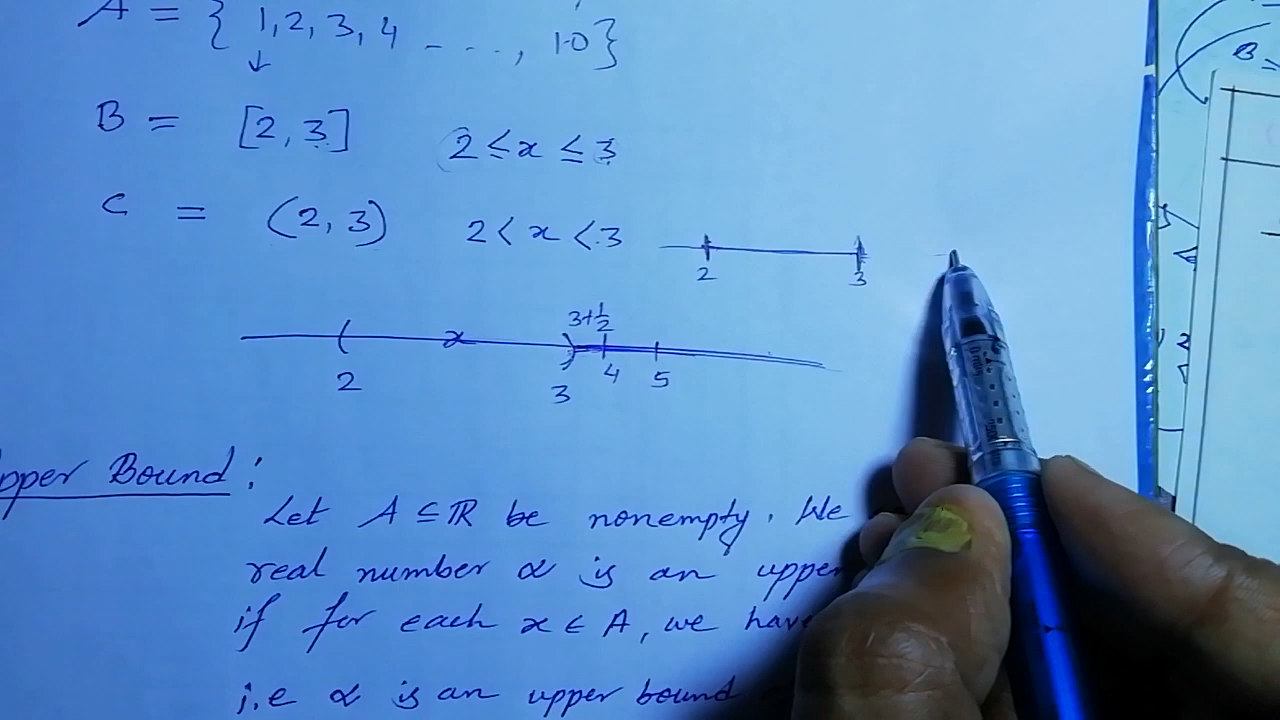 A = { 1, 2, 3, 4 - - .., 10}
↓
B = [2, 3] 2 ≤ x ≤ 3
C = (2, 3) 2 < x < 3
2 3
3+1/2
( x )
2 3 4 5
pper Bound :
Let A ⊆ ℝ be nonempty. We
real number α is an upper
if for each x ∈ A, we have
i.e α is an upper bound
B =